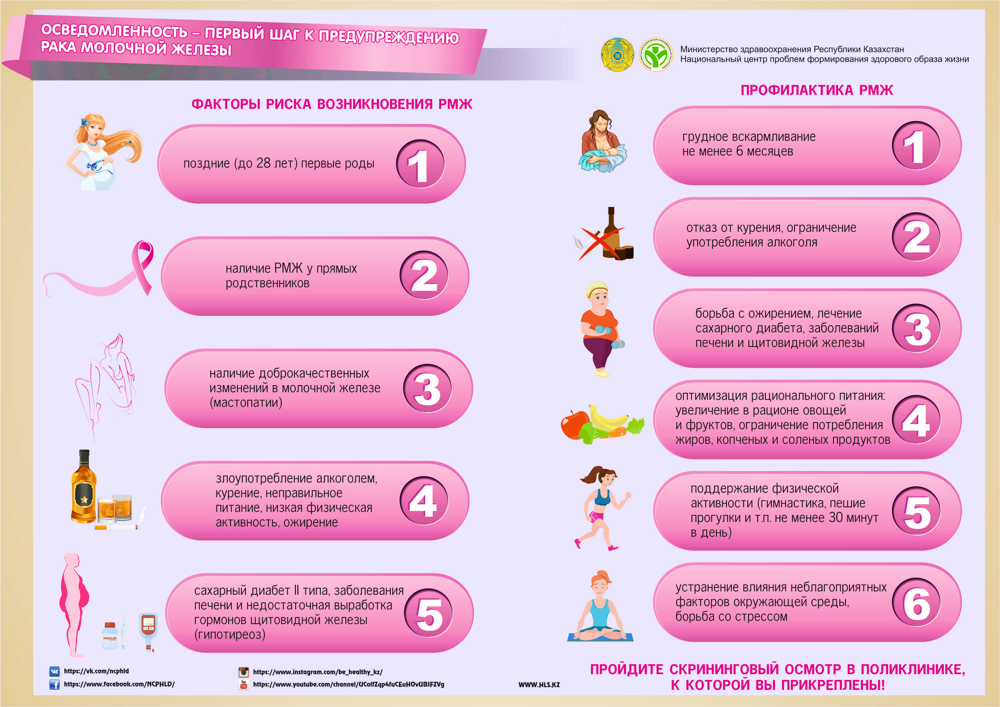 ОСВЕДОМЛЕННОСТЬ – ПЕРВЫЙ ШАГ К ПРЕДУПРЕЖДЕНИЮ
РАКА МОЛОЧНОЙ ЖЕЛЕЗЫ
Министерство здравоохранения Республики Казахстан
Национальный центр проблем формирования здорового образа жизни
ФАКТОРЫ РИСКА ВОЗНИКНОВЕНИЯ РМЖ
поздние (до 28 лет) первые роды
1
наличие РМЖ у прямых
родственников
2
наличие доброкачественных
изменений в молочной железе
(мастопатии)
3
злоупотребление алкоголем,
курение, неправильное
питание, низкая физическая
активность, ожирение
4
сахарный диабет II типа, заболевания
печени и недостаточная выработка
гормонов щитовидной железы
(гипотиреоз)
5
INSULIN
ПРОФИЛАКТИКА РМЖ
грудное вскармливание
не менее 6 месяцев
1
отказ от курения, ограничение
употребления алкоголя
2
борьба с ожирением, лечение
сахарного диабета, заболеваний
печени и щитовидной железы
3
оптимизация рационального питания:
увеличение в рационе овощей
и фруктов, ограничение потребления
жиров, копченых и соленых продуктов
4
поддержание физической
активности (гимнастика, пешие
прогулки и т.п. не менее 30 минут
в день)
5
устранение влияния неблагоприятных
факторов окружающей среды,
борьба со стрессом
6
https://vk.com/ncphld
https://www.facebook.com/NCPHLD/
https://www.instagram.com/be_healthy_kz/
You Tube
https://www.youtube.com/channel/UColfZqp4fuCEuHOvUBIFZVg
WWW.HLS.KZ
ПРОЙДИТЕ СКРИНИНГОВЫЙ ОСМОТР В ПОЛИКЛИНИКЕ,
К КОТОРОЙ ВЫ ПРИКРЕПЛЕНЫ!